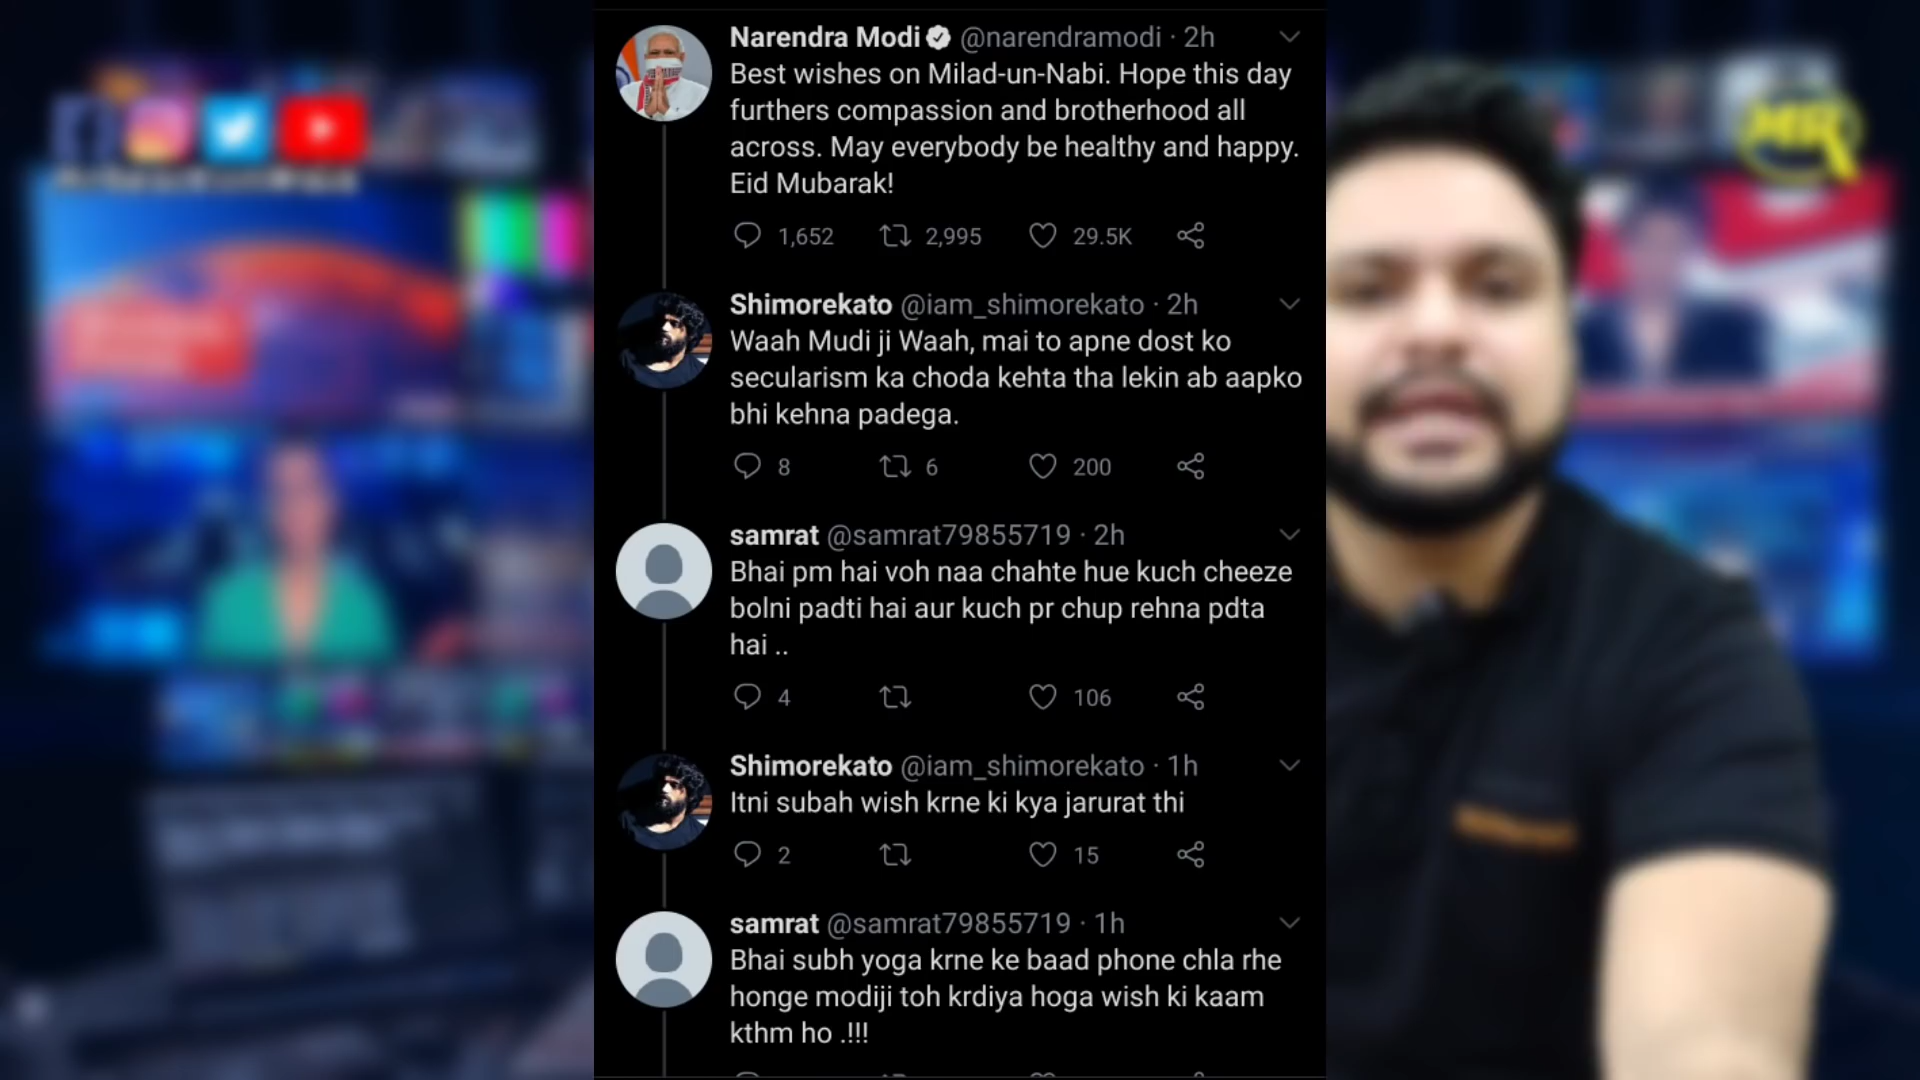 Narendra Modi @narendramodi · 2h
Best wishes on Milad-un-Nabi. Hope this day
furthers compassion and brotherhood all
across. May everybody be healthy and happy.
Eid Mubarak!
1,652 2,995 29.5K
Shimorekato @iam_shimorekato · 2h
Waah Mudi ji Waah, mai to apne dost ko
secularism ka choda kehta tha lekin ab aapko
bhi kehna padega.
8 6 200
samrat @samrat79855719 · 2h
Bhai pm hai voh naa chahte hue kuch cheeze
bolni padti hai aur kuch pr chup rehna pdta
hai ..
4 106
Shimorekato @iam_shimorekato · 1h
Itni subah wish krne ki kya jarurat thi
2 15
samrat @samrat79855719 · 1h
Bhai subh yoga krne ke baad phone chla rhe
honge modiji toh krdiya hoga wish ki kaam
kthm ho .!!!